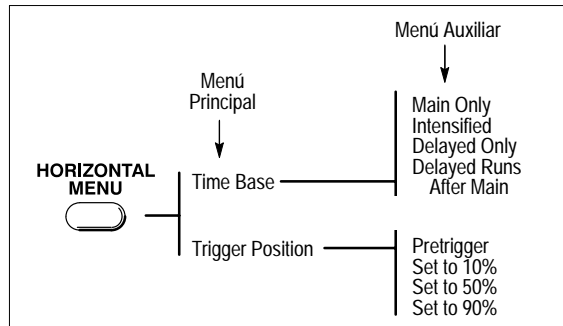 Menú Auxiliar
Menú
Principal
HORIZONTAL
MENU
Time Base
Main Only
Intensified
Delayed Only
Delayed Runs
After Main
Trigger Position
Pretrigger
Set to 10%
Set to 50%
Set to 90%